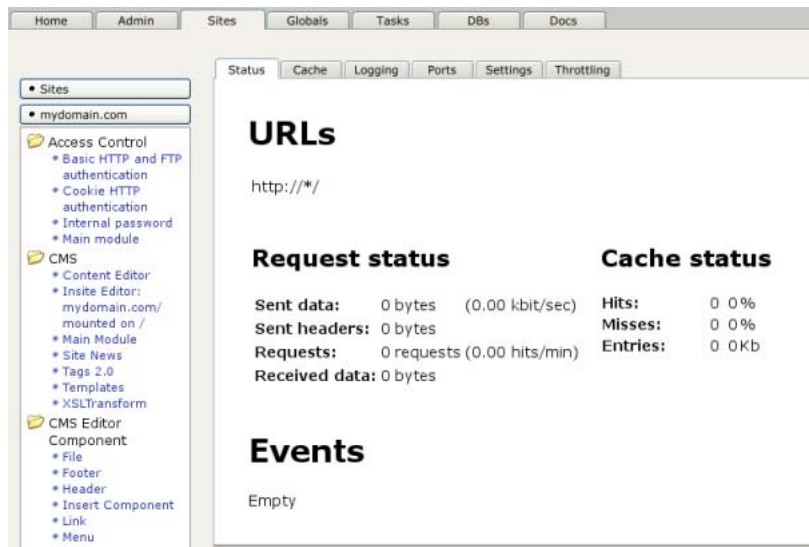 Home Admin Sites Globals Tasks DBs Docs
Status Cache Logging Ports Settings Throttling
Sites
mydomain.com
Access Control
Basic HTTP and FTP
authentication
Cookie HTTP
authentication
Internal password
Main module
CMS
Content Editor
Insite Editor:
mydomain.com/
mounted on /
Main Module
Site News
Tags 2.0
Templates
XSLTransform
CMS Editor
Component
File
Footer
Header
Insert Component
Link
Menu
URLs
http://*/
Request status
Sent data: 0 bytes (0.00 kbit/sec)
Sent headers: 0 bytes
Requests: 0 requests (0.00 hits/min)
Received data: 0 bytes
Cache status
Hits: 0 0%
Misses: 0 0%
Entries: 0 0Kb
Events
Empty